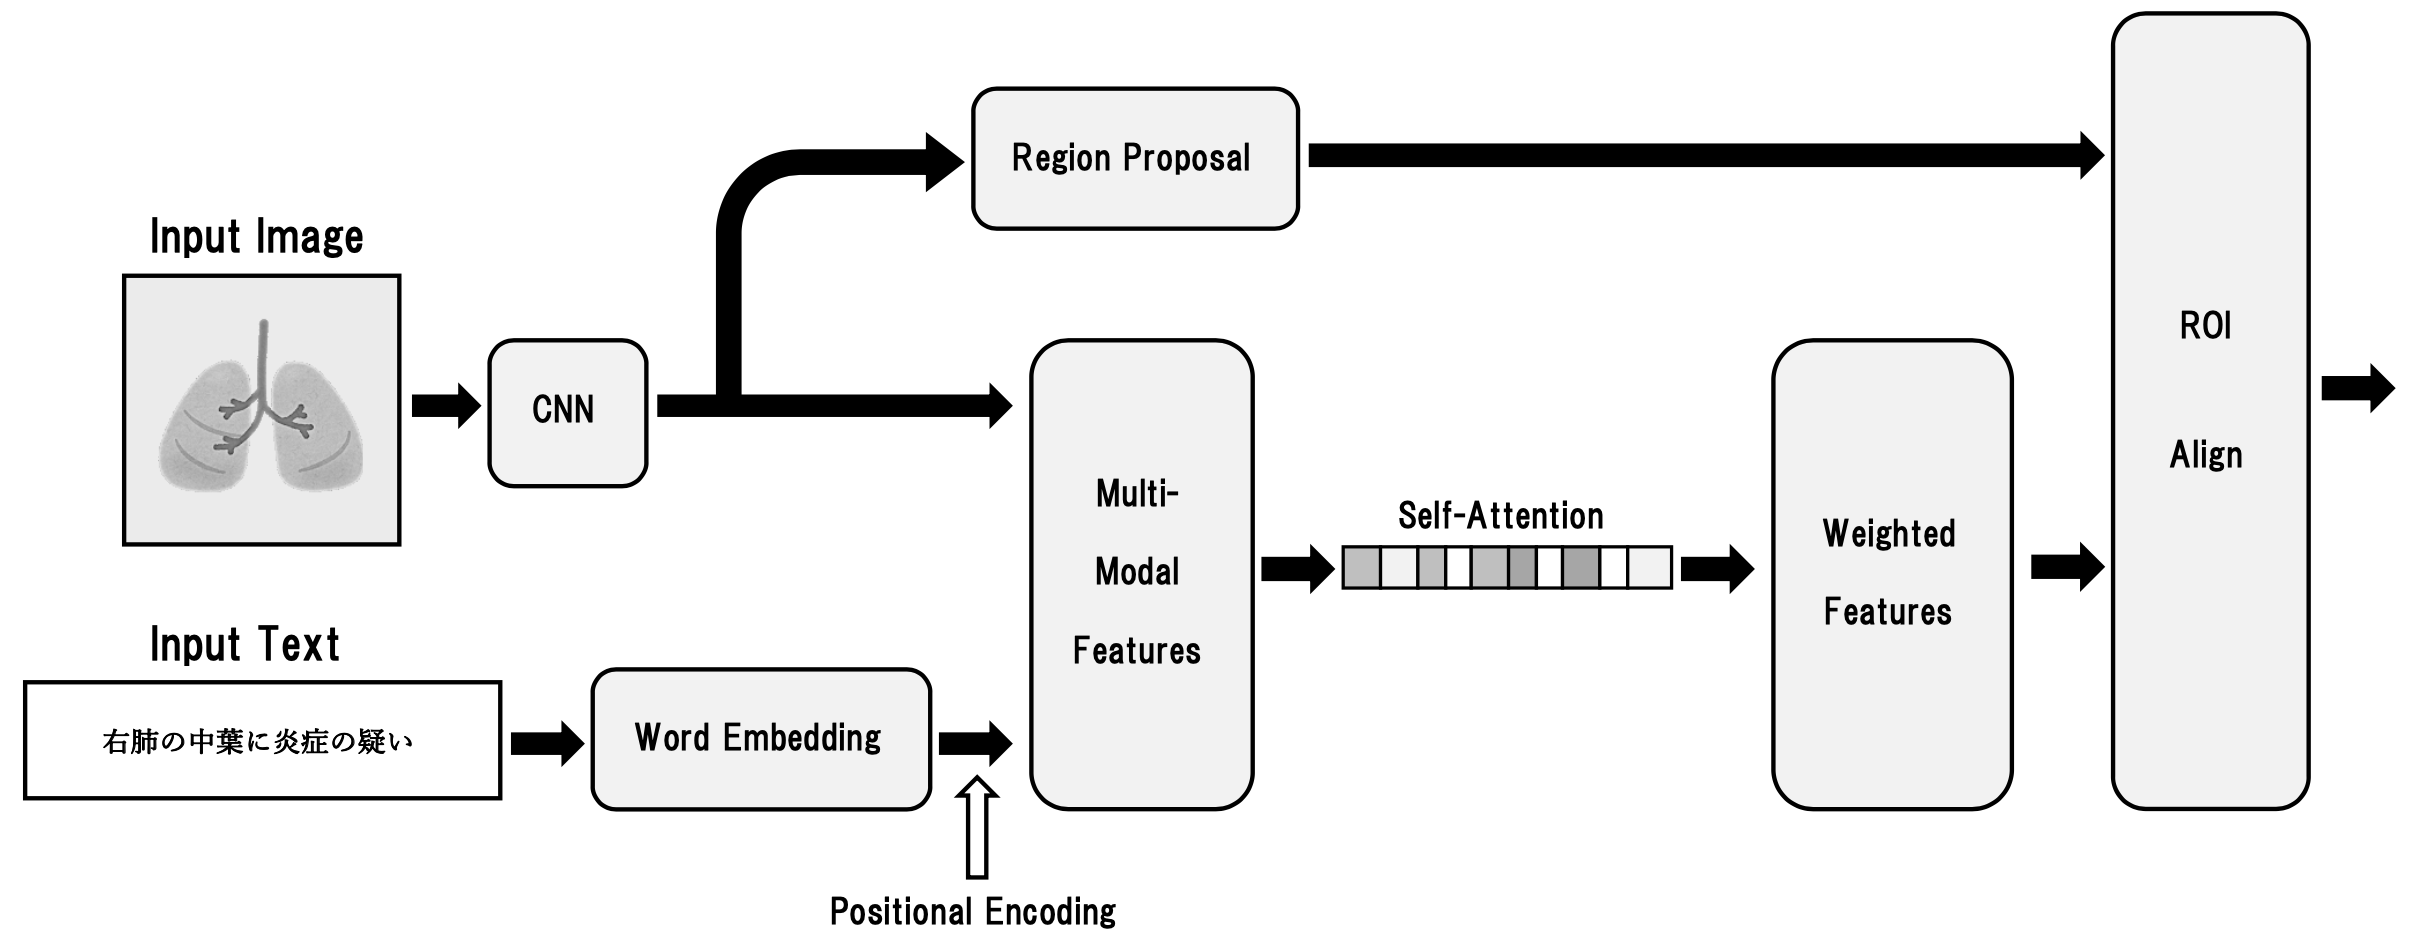 Region Proposal
Input Image
CNN
ROI
Align
Multi-
Modal
Features
Self-Attention
Weighted
Features
Input Text
右肺の中葉に炎症の疑い
Word Embedding
Positional Encoding